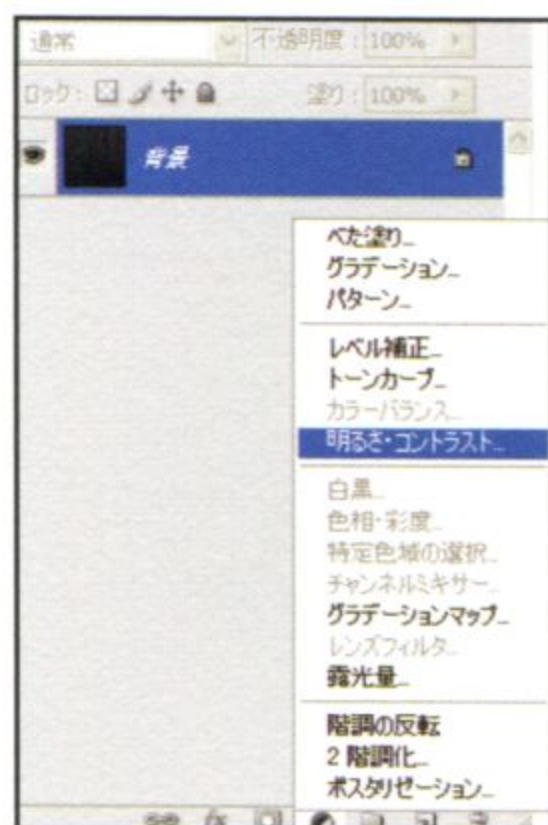 通常 不透明度 : 100%
ロック : 塗り : 100%
背景
べた塗り...
グラデーション...
パターン...
レベル補正...
トーンカーブ...
カラーバランス...
明るさ・コントラスト...
白黒...
色相・彩度...
特定色域の選択...
チャンネルミキサー...
グラデーションマップ...
レンズフィルタ...
露光量...
階調の反転
2 階調化...
ポスタリゼーション...
fx